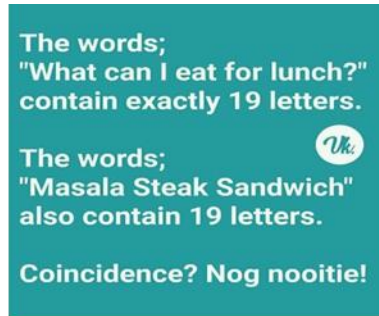 The words;
"What can I eat for lunch?"
contain exactly 19 letters.
Vk.
The words;
"Masala Steak Sandwich"
also contain 19 letters.
Coincidence? Nog nooitie!